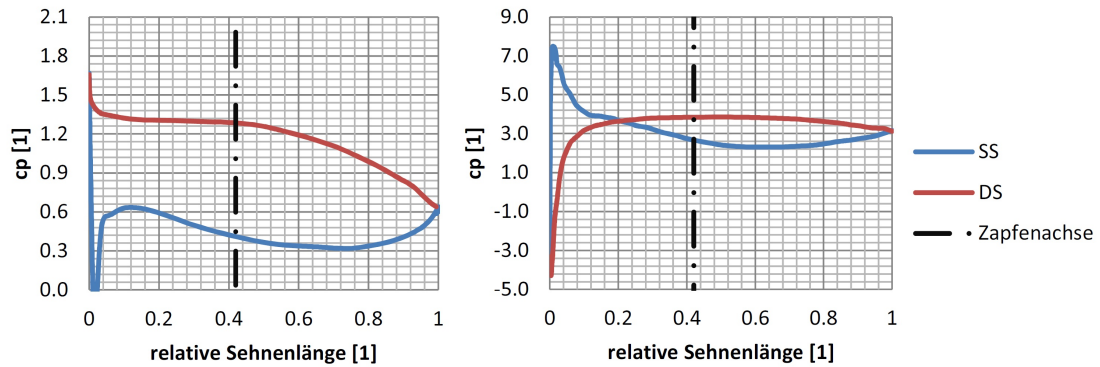 2.1
1.8
1.5
1.2
0.9
0.6
0.3
0.0
cp [1]
0 0.2 0.4 0.6 0.8 1
relative Sehnenlänge [1]
9.0
7.0
5.0
3.0
1.0
-1.0
-3.0
-5.0
cp [1]
0 0.2 0.4 0.6 0.8 1
relative Sehnenlänge [1]
SS
DS
Zapfenachse